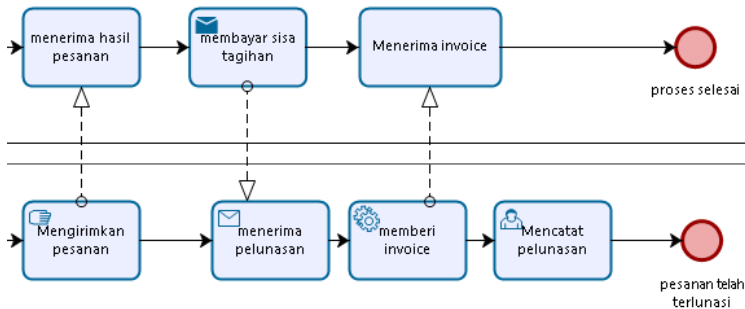 menerima hasil
pesanan
membayar sisa
tagihan
Menerima invoice
proses selesai
Mengirimkan
pesanan
menerima
pelunasan
memberi
invoice
Mencatat
pelunasan
pesanan telah
terlunasi